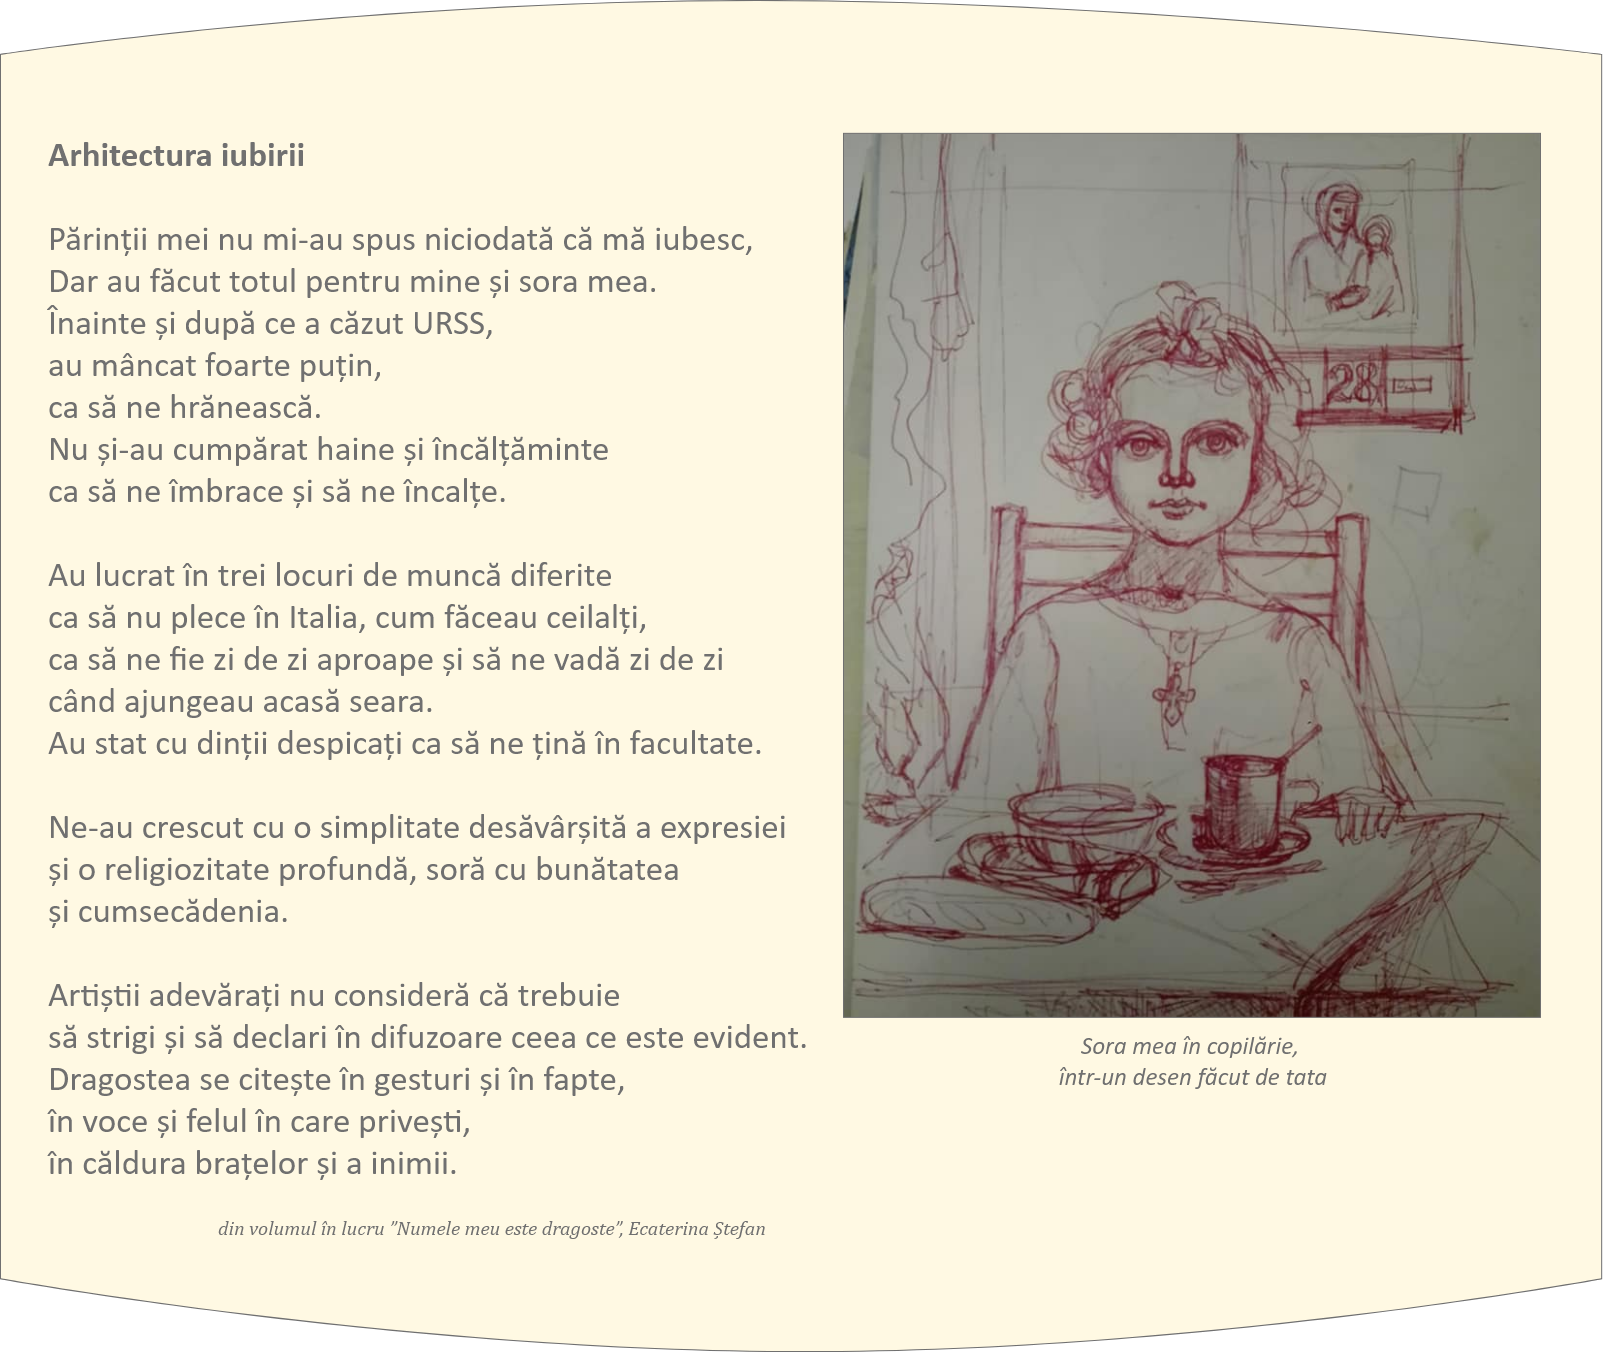 Arhitectura iubirii
Părinții mei nu mi-au spus niciodată că mă iubesc,
Dar au făcut totul pentru mine și sora mea.
Înainte și după ce a căzut URSS,
au mâncat foarte puțin,
ca să ne hrănească.
Nu și-au cumpărat haine și încălțăminte
ca să ne îmbrace și să ne încalțe.
Au lucrat în trei locuri de muncă diferite
ca să nu plece în Italia, cum făceau ceilalți,
ca să ne fie zi de zi aproape și să ne vadă zi de zi
când ajungeau acasă seara.
Au stat cu dinții despicați ca să ne țină în facultate.
Ne-au crescut cu o simplitate desăvârșită a expresiei
și o religiozitate profundă, soră cu bunătatea
și cumsecădenia.
Artiștii adevărați nu consideră că trebuie
să strigi și să declari în difuzoare ceea ce este evident.
Dragostea se citește în gesturi și în fapte,
în voce și felul în care privești,
în căldura brațelor și a inimii.
din volumul în lucru ”Numele meu este dragoste”, Ecaterina Ștefan
28
Sora mea în copilărie,
într-un desen făcut de tata